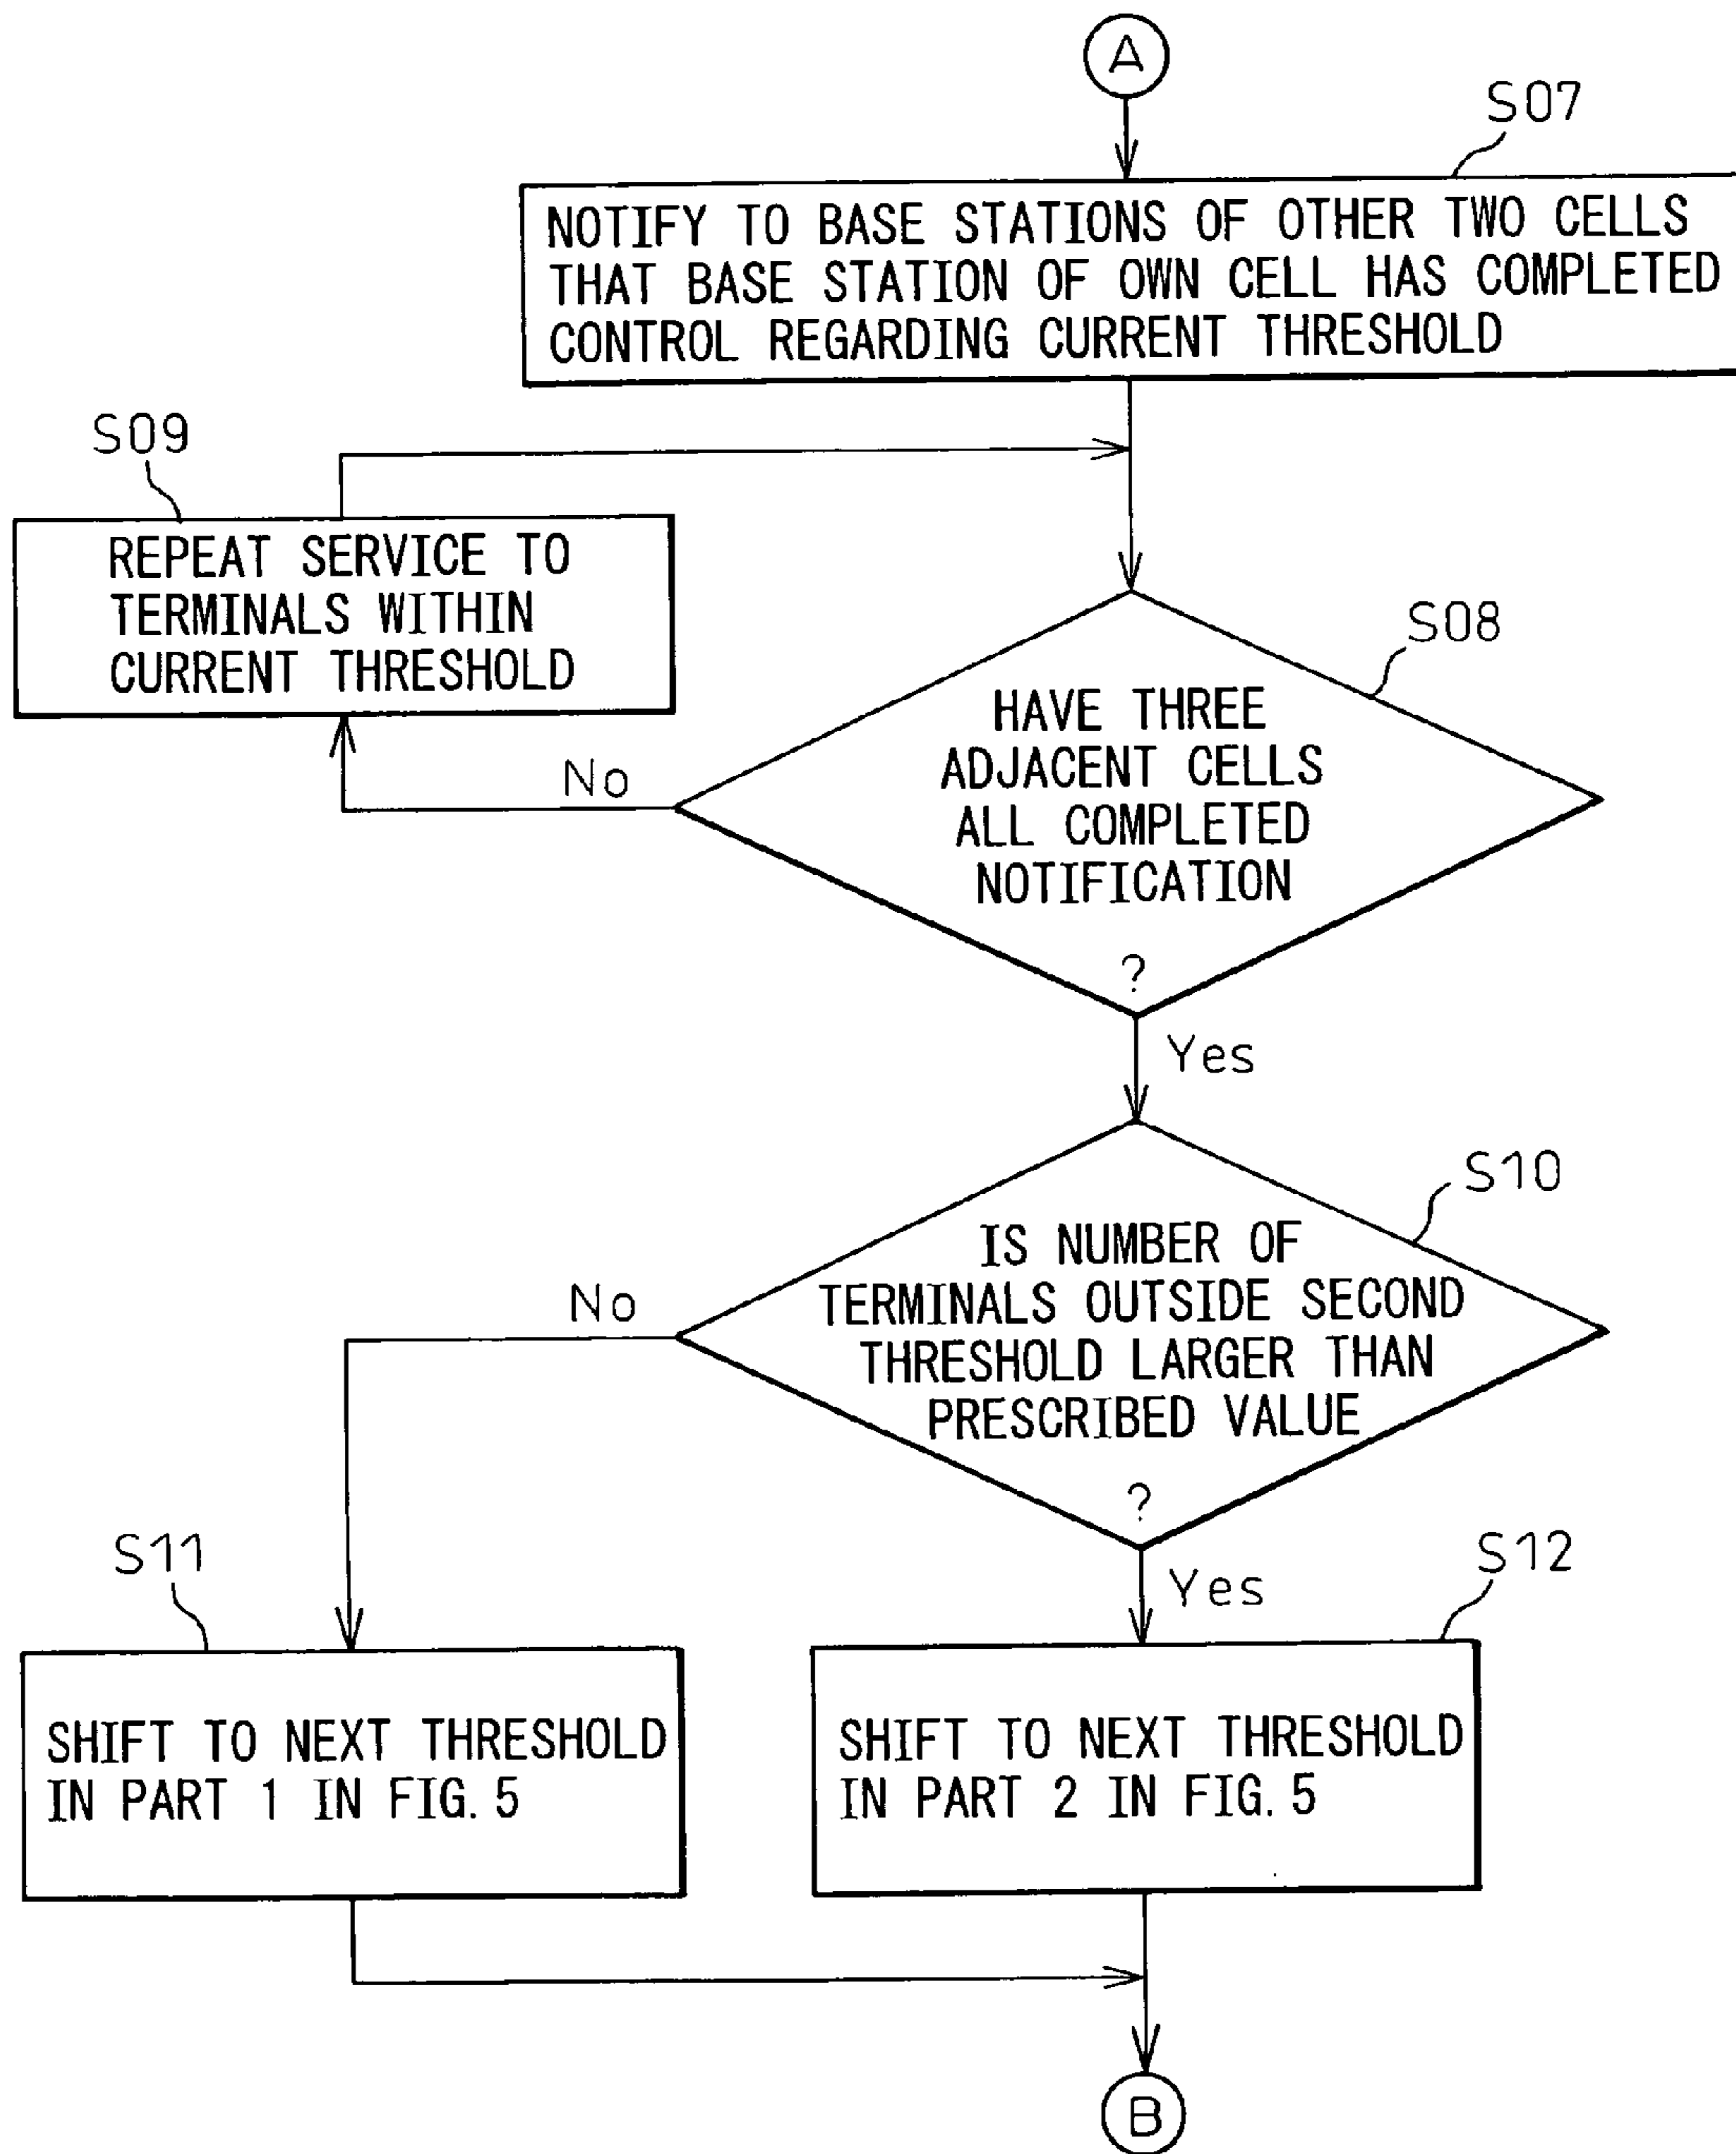 A
S07
NOTIFY TO BASE STATIONS OF OTHER TWO CELLS
THAT BASE STATION OF OWN CELL HAS COMPLETED
CONTROL REGARDING CURRENT THRESHOLD
S09
REPEAT SERVICE TO
TERMINALS WITHIN
CURRENT THRESHOLD
S08
HAVE THREE
ADJACENT CELLS
ALL COMPLETED
NOTIFICATION
?
No
Yes
S10
IS NUMBER OF
TERMINALS OUTSIDE SECOND
THRESHOLD LARGER THAN
PRESCRIBED VALUE
?
No
Yes
S11
SHIFT TO NEXT THRESHOLD
IN PART 1 IN FIG. 5
S12
SHIFT TO NEXT THRESHOLD
IN PART 2 IN FIG. 5
B